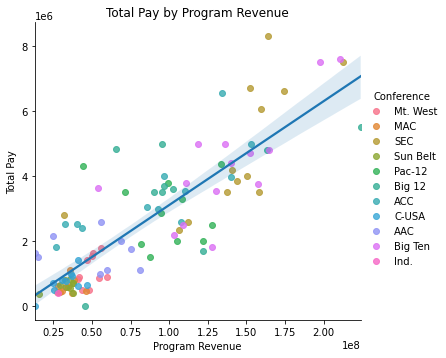 Total Pay by Program Revenue
1e6
8
6
4
2
0
Total Pay
0.25
0.50
0.75
1.00
1.25
1.50
1.75
2.00
1e8
Program Revenue
Conference
Mt. West
MAC
SEC
Sun Belt
Pac-12
Big 12
ACC
C-USA
AAC
Big Ten
Ind.